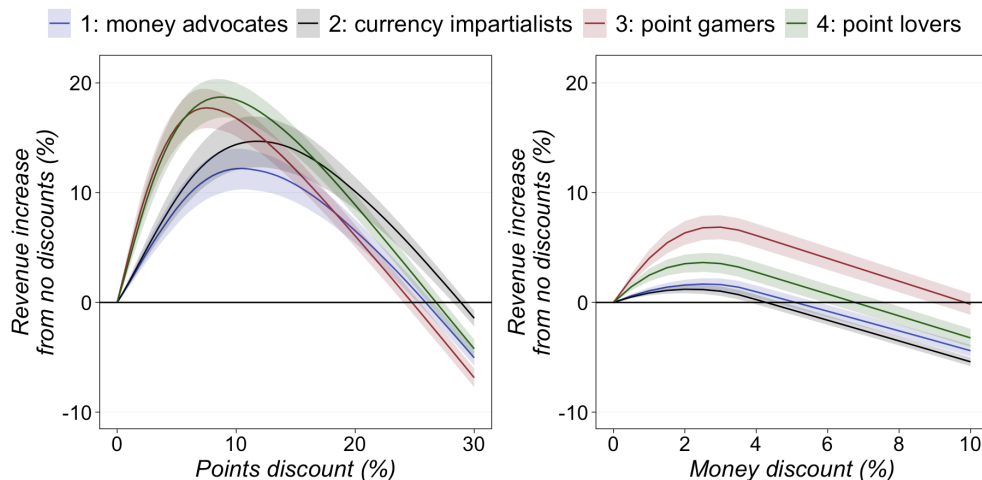 1: money advocates 2: currency impartialists 3: point gamers 4: point lovers
Revenue increase
from no discounts (%)
20
10
0
-10
0 10 20 30
Points discount (%)
Revenue increase
from no discounts (%)
20
10
0
-10
0 2 4 6 8 10
Money discount (%)